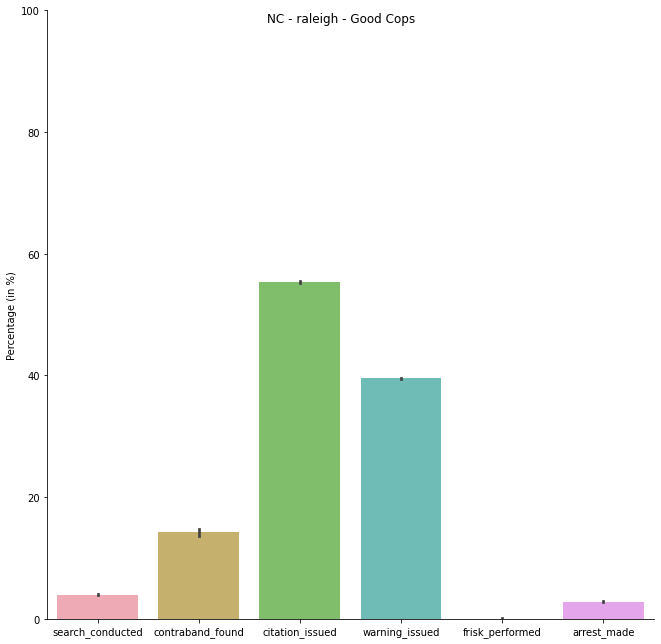 NC - raleigh - Good Cops
Percentage (in %)
100
80
60
40
20
0
search_conducted contraband_found citation_issued warning_issued frisk_performed arrest_made